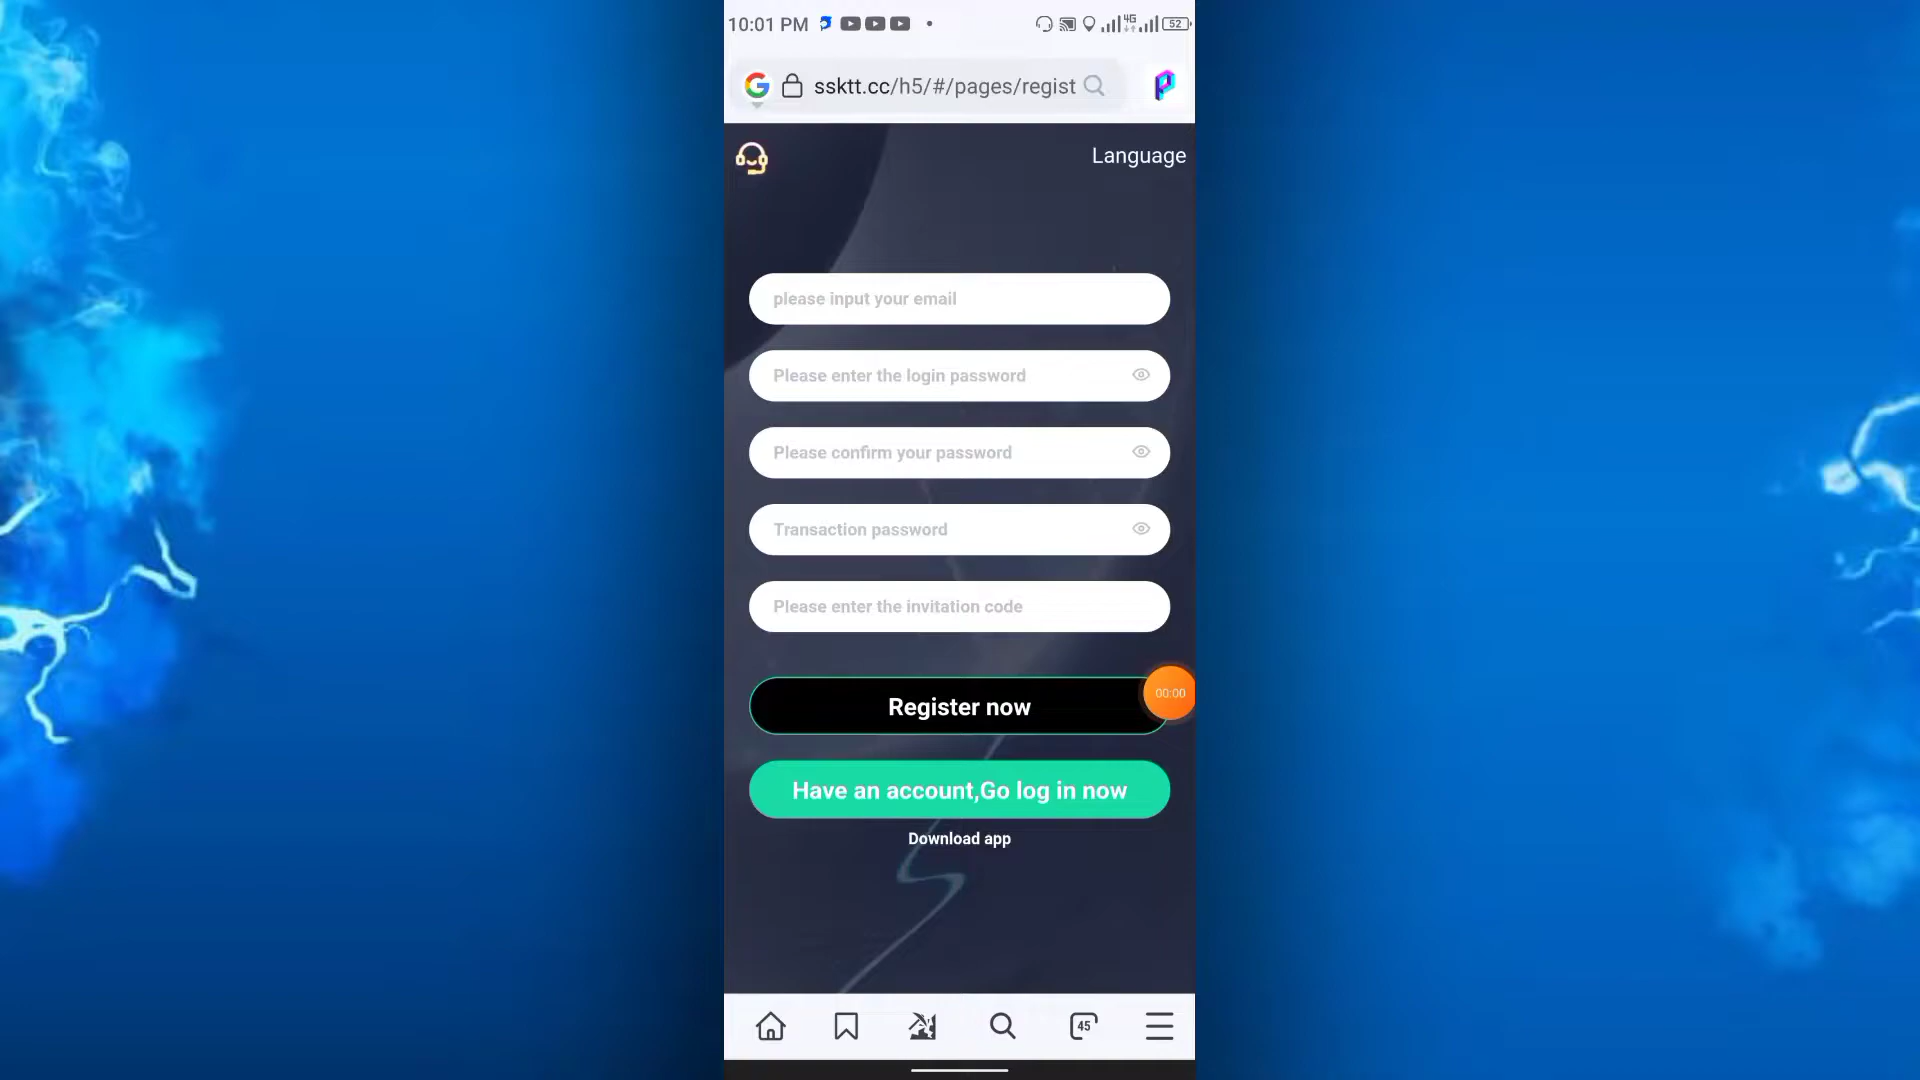 10:01 PM
4G
52
ssktt.cc/h5/#/pages/regist
Language
please input your email
Please enter the login password
Please confirm your password
Transaction password
Please enter the invitation code
Register now
00:00
Have an account,Go log in now
Download app
45